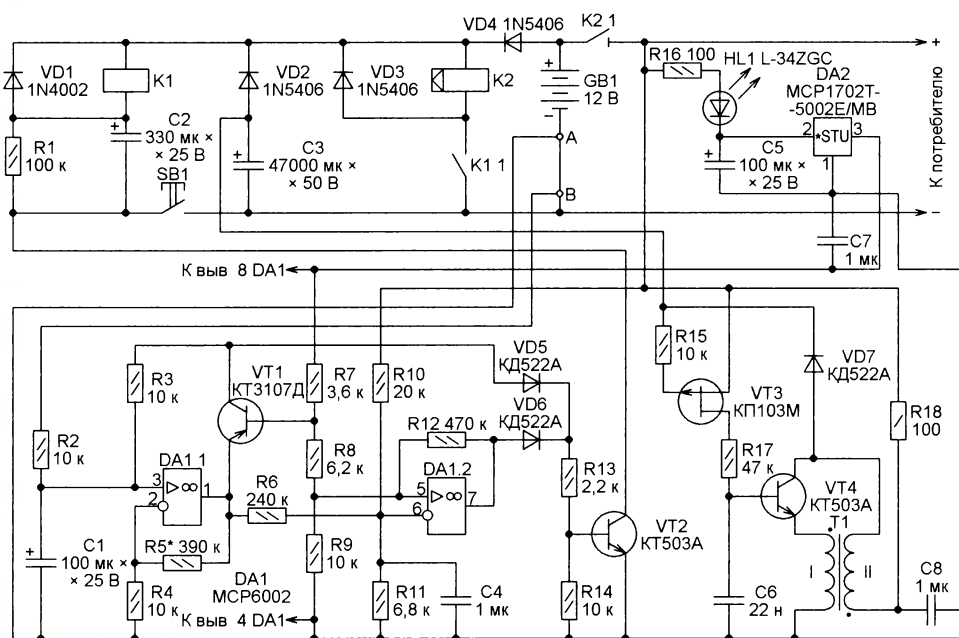 VD4 1N5406
K2 1
+
VD1
1N4002
K1
VD2
1N5406
VD3
1N5406
K2
+
GB1
12 В
−
R16 100
HL1 L-34ZGC
DA2
MCP1702T-
-5002E/MB
2
*STU
3
1
К потребителю
R1
100 к
+
C2
330 мк ×
× 25 В
SB1
+
C3
47000 мк ×
× 50 В
K1 1
A
B
+
C5
100 мк ×
× 25 В
−
C7
1 мк
К выв 8 DA1
R3
10 к
VT1
КТ3107Д
R7
3,6 к
R10
20 к
VD5
КД522А
VD6
КД522А
R15
10 к
VT3
КП103М
VD7
КД522А
R18
100
R2
10 к
DA1 1
3
2
▷∞
1
R6
240 к
R8
6,2 к
R12 470 к
DA1.2
5
6
▷∞
7
R13
2,2 к
VT2
КТ503А
R17
47 к
VT4
КТ503А
T1
I
II
+
C1
100 мк ×
× 25 В
R5* 390 к
R4
10 к
DA1
MCP6002
К выв 4 DA1
R9
10 к
R11
6,8 к
C4
1 мк
R14
10 к
C6
22 н
C8
1 мк